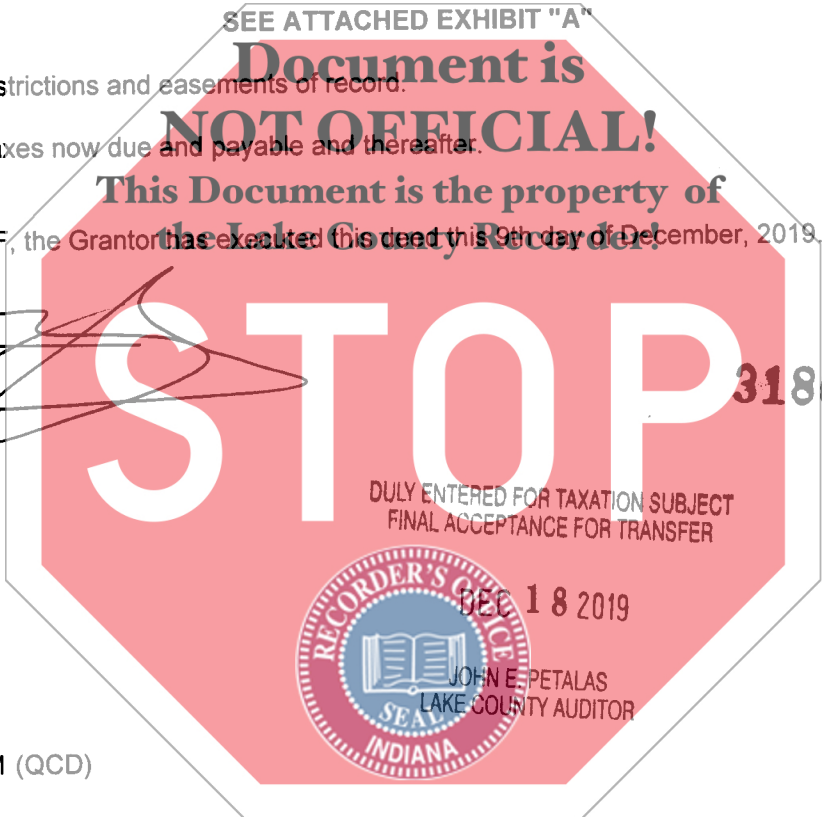 SEE ATTACHED EXHIBIT "A"
Document is
strictions and easements of record.
NOT OFFICIAL!
xes now due and payable and thereafter.
This Document is the property of
the Lake County Recorder!
, the Grantor has executed this deed this 9th day of December, 2019.
STOP
318
DULY ENTERED FOR TAXATION SUBJECT
FINAL ACCEPTANCE FOR TRANSFER
DEC 18 2019
JOHN E. PETALAS
LAKE COUNTY AUDITOR
RECORDER'S OFFICE
SEAL
INDIANA
(QCD)